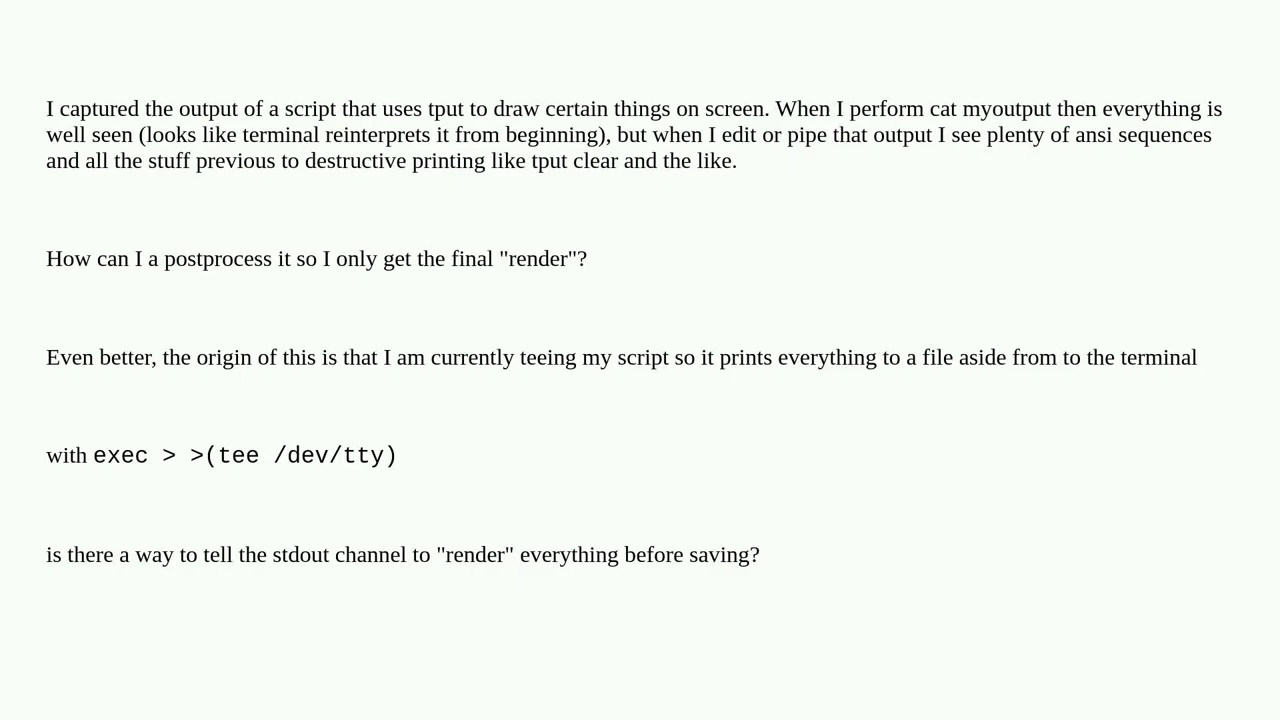 I captured the output of a script that uses tput to draw certain things on screen. When I perform cat myoutput then everything is
well seen (looks like terminal reinterprets it from beginning), but when I edit or pipe that output I see plenty of ansi sequences
and all the stuff previous to destructive printing like tput clear and the like.
How can I a postprocess it so I only get the final "render"?
Even better, the origin of this is that I am currently teeing my script so it prints everything to a file aside from to the terminal
with exec > >(tee /dev/tty)
is there a way to tell the stdout channel to "render" everything before saving?